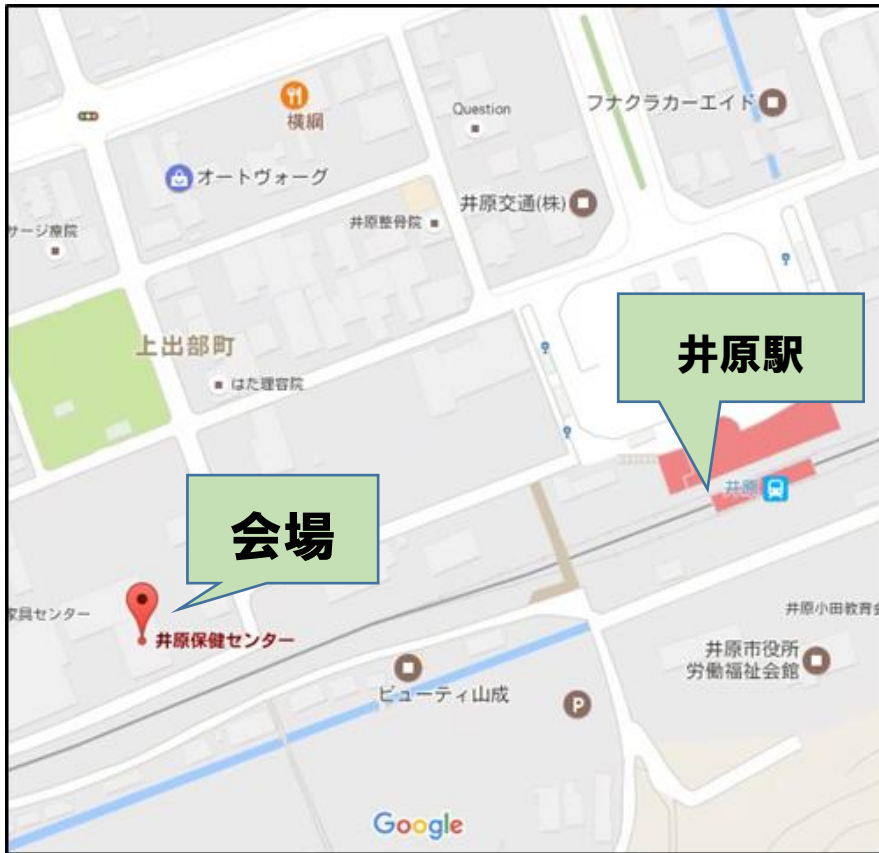 横綱
Question
フナクラカーエイド
オートヴォーグ
井原交通(株)
井原整骨院
サージ療院
井原駅
上出部町
はた理容院
井原
会場
家具センター
井原保健センター
井原小田教育会
井原市役所
労働福祉会館
ビューティ山成
P
Google